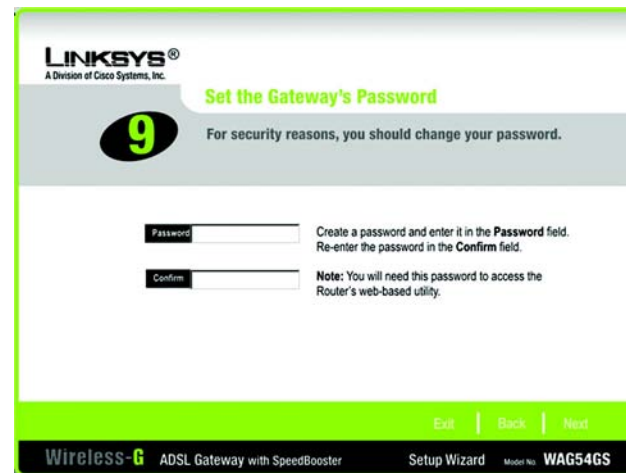 LINKSYS®
A Division of Cisco Systems, Inc.
Set the Gateway's Password
9
For security reasons, you should change your password.
Password
Create a password and enter it in the Password field.
Re-enter the password in the Confirm field.
Confirm
Note: You will need this password to access the
Router's web-based utility.
Exit | Back | Next
Wireless-G ADSL Gateway with SpeedBooster Setup Wizard Model No. WAG54GS